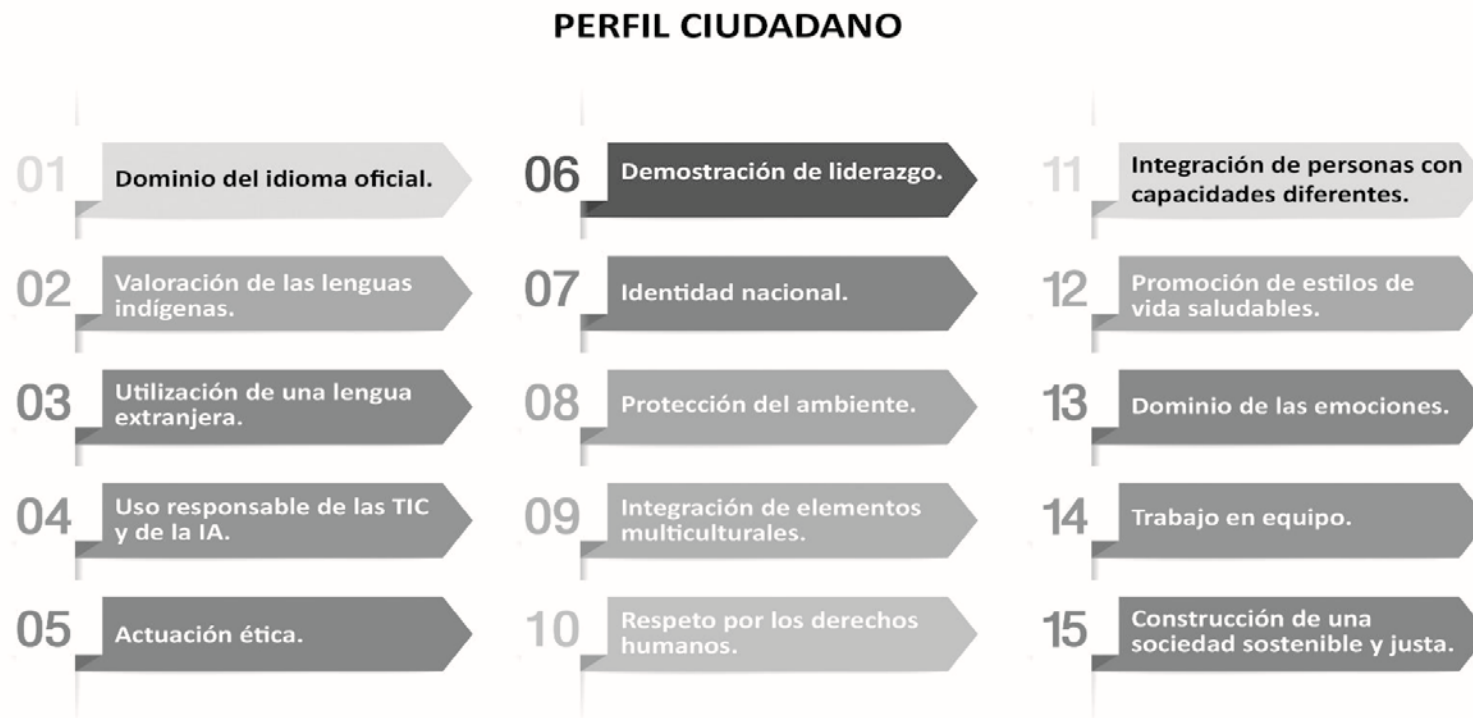 PERFIL CIUDADANO
01
Dominio del idioma oficial.
02
Valoración de las lenguas
indígenas.
03
Utilización de una lengua
extranjera.
04
Uso responsable de las TIC
y de la IA.
05
Actuación ética.
06
Demostración de liderazgo.
07
Identidad nacional.
08
Protección del ambiente.
09
Integración de elementos
multiculturales.
10
Respeto por los derechos
humanos.
11
Integración de personas con
capacidades diferentes.
12
Promoción de estilos de
vida saludables.
13
Dominio de las emociones.
14
Trabajo en equipo.
15
Construcción de una
sociedad sostenible y justa.